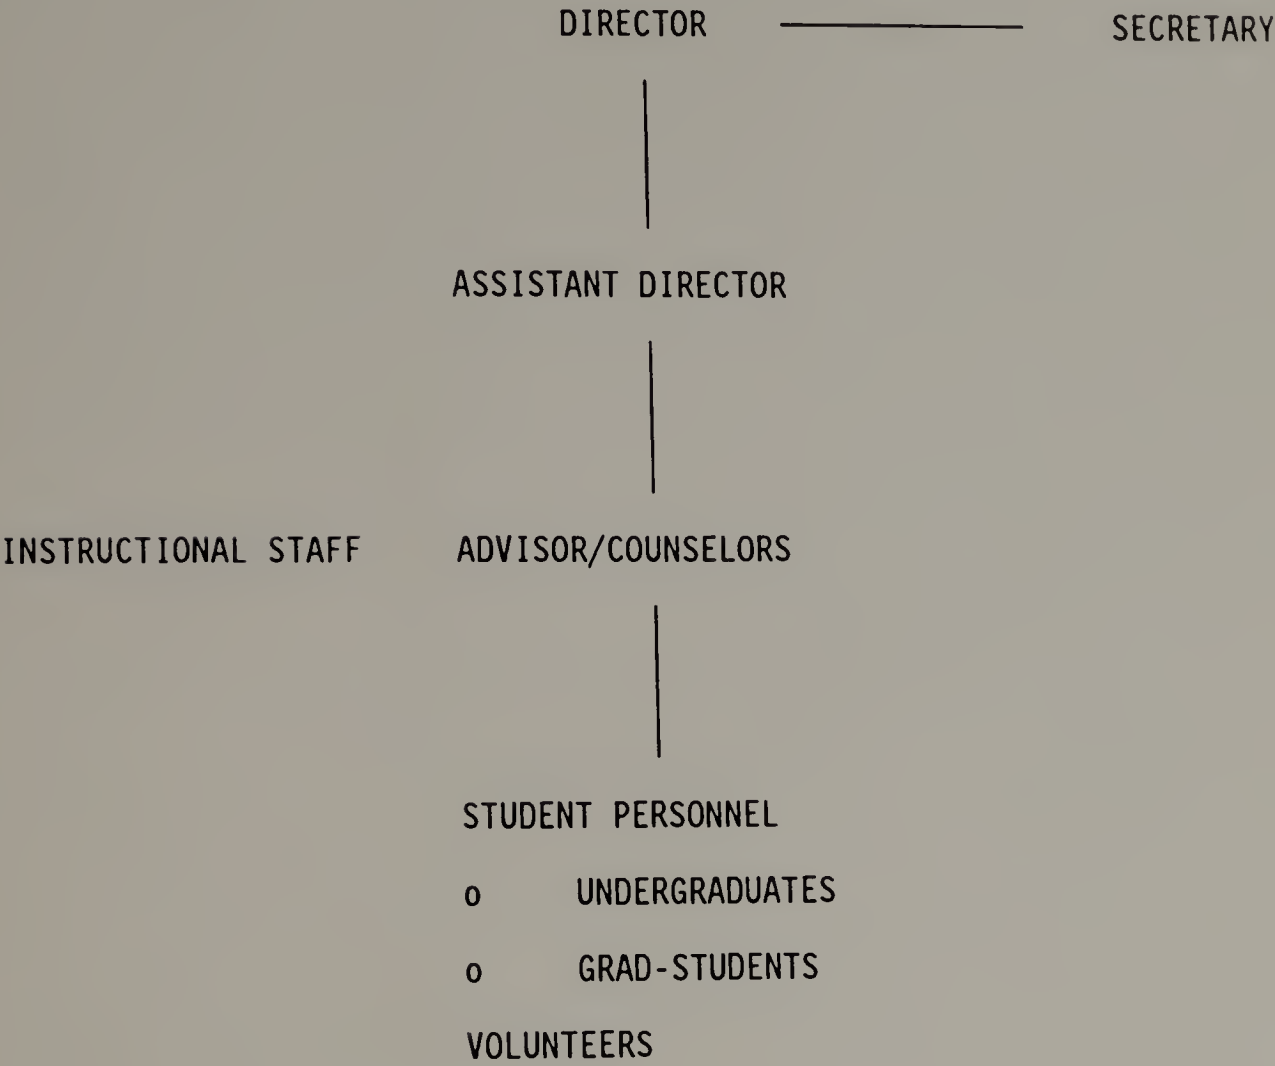 DIRECTOR SECRETARY
ASSISTANT DIRECTOR
INSTRUCTIONAL STAFF ADVISOR/COUNSELORS
STUDENT PERSONNEL
o UNDERGRADUATES
o GRAD-STUDENTS
VOLUNTEERS